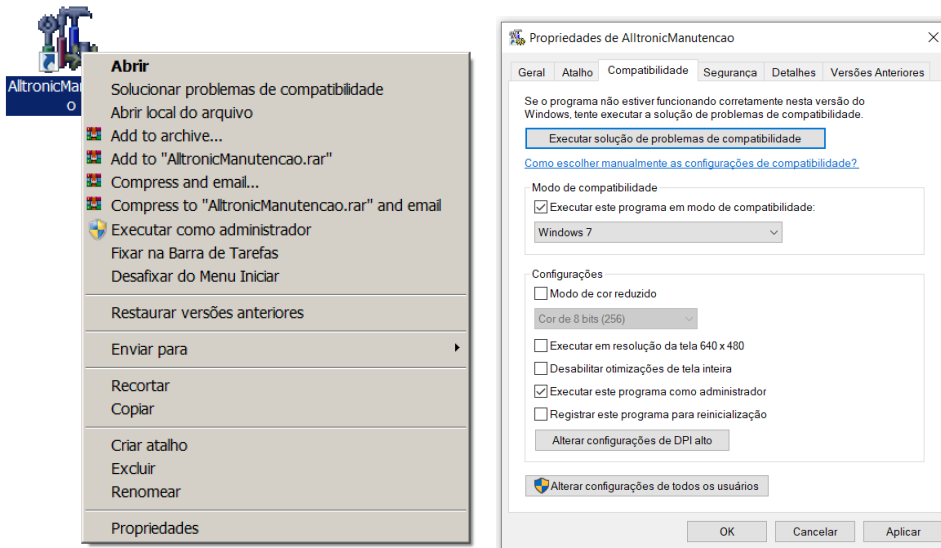 AlltronicMa
o
Abrir
Solucionar problemas de compatibilidade
Abrir local do arquivo
Add to archive...
Add to "AlltronicManutencao.rar"
Compress and email...
Compress to "AlltronicManutencao.rar" and email
Executar como administrador
Fixar na Barra de Tarefas
Desafixar do Menu Iniciar
Restaurar versões anteriores
Enviar para
Recortar
Copiar
Criar atalho
Excluir
Renomear
Propriedades
Propriedades de AlltronicManutencao
Geral Atalho Compatibilidade Segurança Detalhes Versões Anteriores
Se o programa não estiver funcionando corretamente nesta versão do
Windows, tente executar a solução de problemas de compatibilidade.
Executar solução de problemas de compatibilidade
Como escolher manualmente as configurações de compatibilidade?
Modo de compatibilidade
Executar este programa em modo de compatibilidade:
Windows 7
Configurações
Modo de cor reduzido
Cor de 8 bits (256)
Executar em resolução da tela 640 x 480
Desabilitar otimizações de tela inteira
Executar este programa como administrador
Registrar este programa para reinicialização
Alterar configurações de DPI alto
Alterar configurações de todos os usuários
OK Cancelar Aplicar